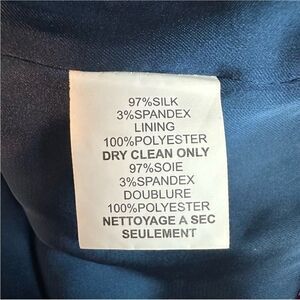 97%SILK
3%SPANDEX
LINING
100%POLYESTER
DRY CLEAN ONLY
97%SOIE
3%SPANDEX
DOUBLURE
100%POLYESTER
NETTOYAGE A SEC
SEULEMENT